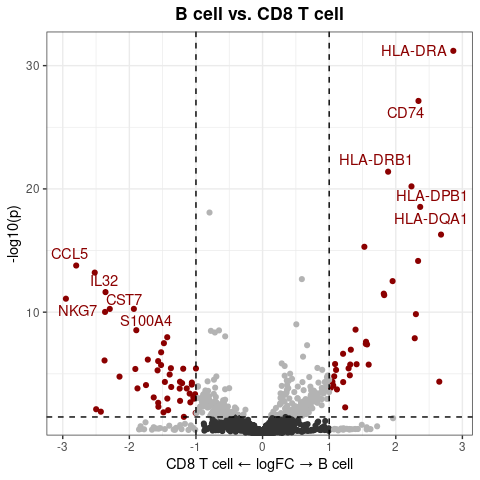 B cell vs. CD8 T cell
HLA-DRA
CD74
HLA-DRB1
HLA-DPB1
HLA-DQA1
CCL5
IL32
CST7
NKG7
S100A4
-log10(p)
30
20
10
-3
-2
-1
0
1
2
3
CD8 T cell ← logFC → B cell